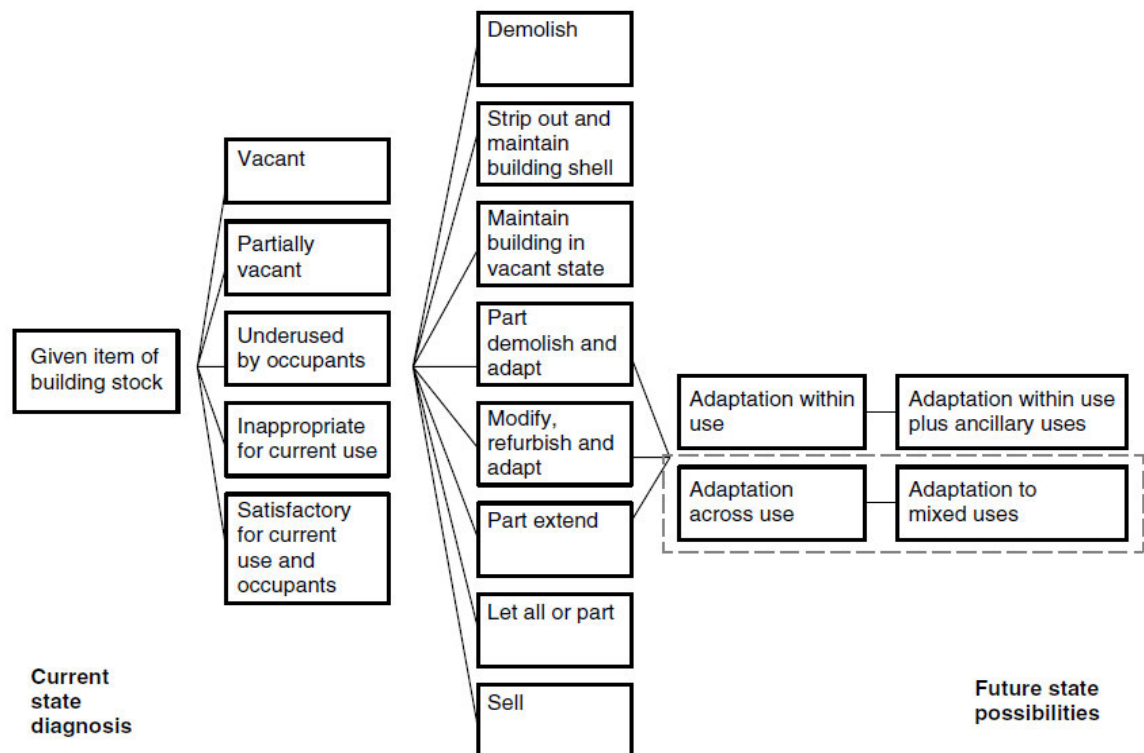 Given item of
building stock
Vacant
Partially
vacant
Underused
by occupants
Inappropriate
for current use
Satisfactory
for current
use and
occupants
Demolish
Strip out and
maintain
building shell
Maintain
building in
vacant state
Part
demolish and
adapt
Modify,
refurbish and
adapt
Part extend
Let all or part
Sell
Adaptation within
use
Adaptation within use
plus ancillary uses
Adaptation
across use
Adaptation to
mixed uses
Current
state
diagnosis
Future state
possibilities